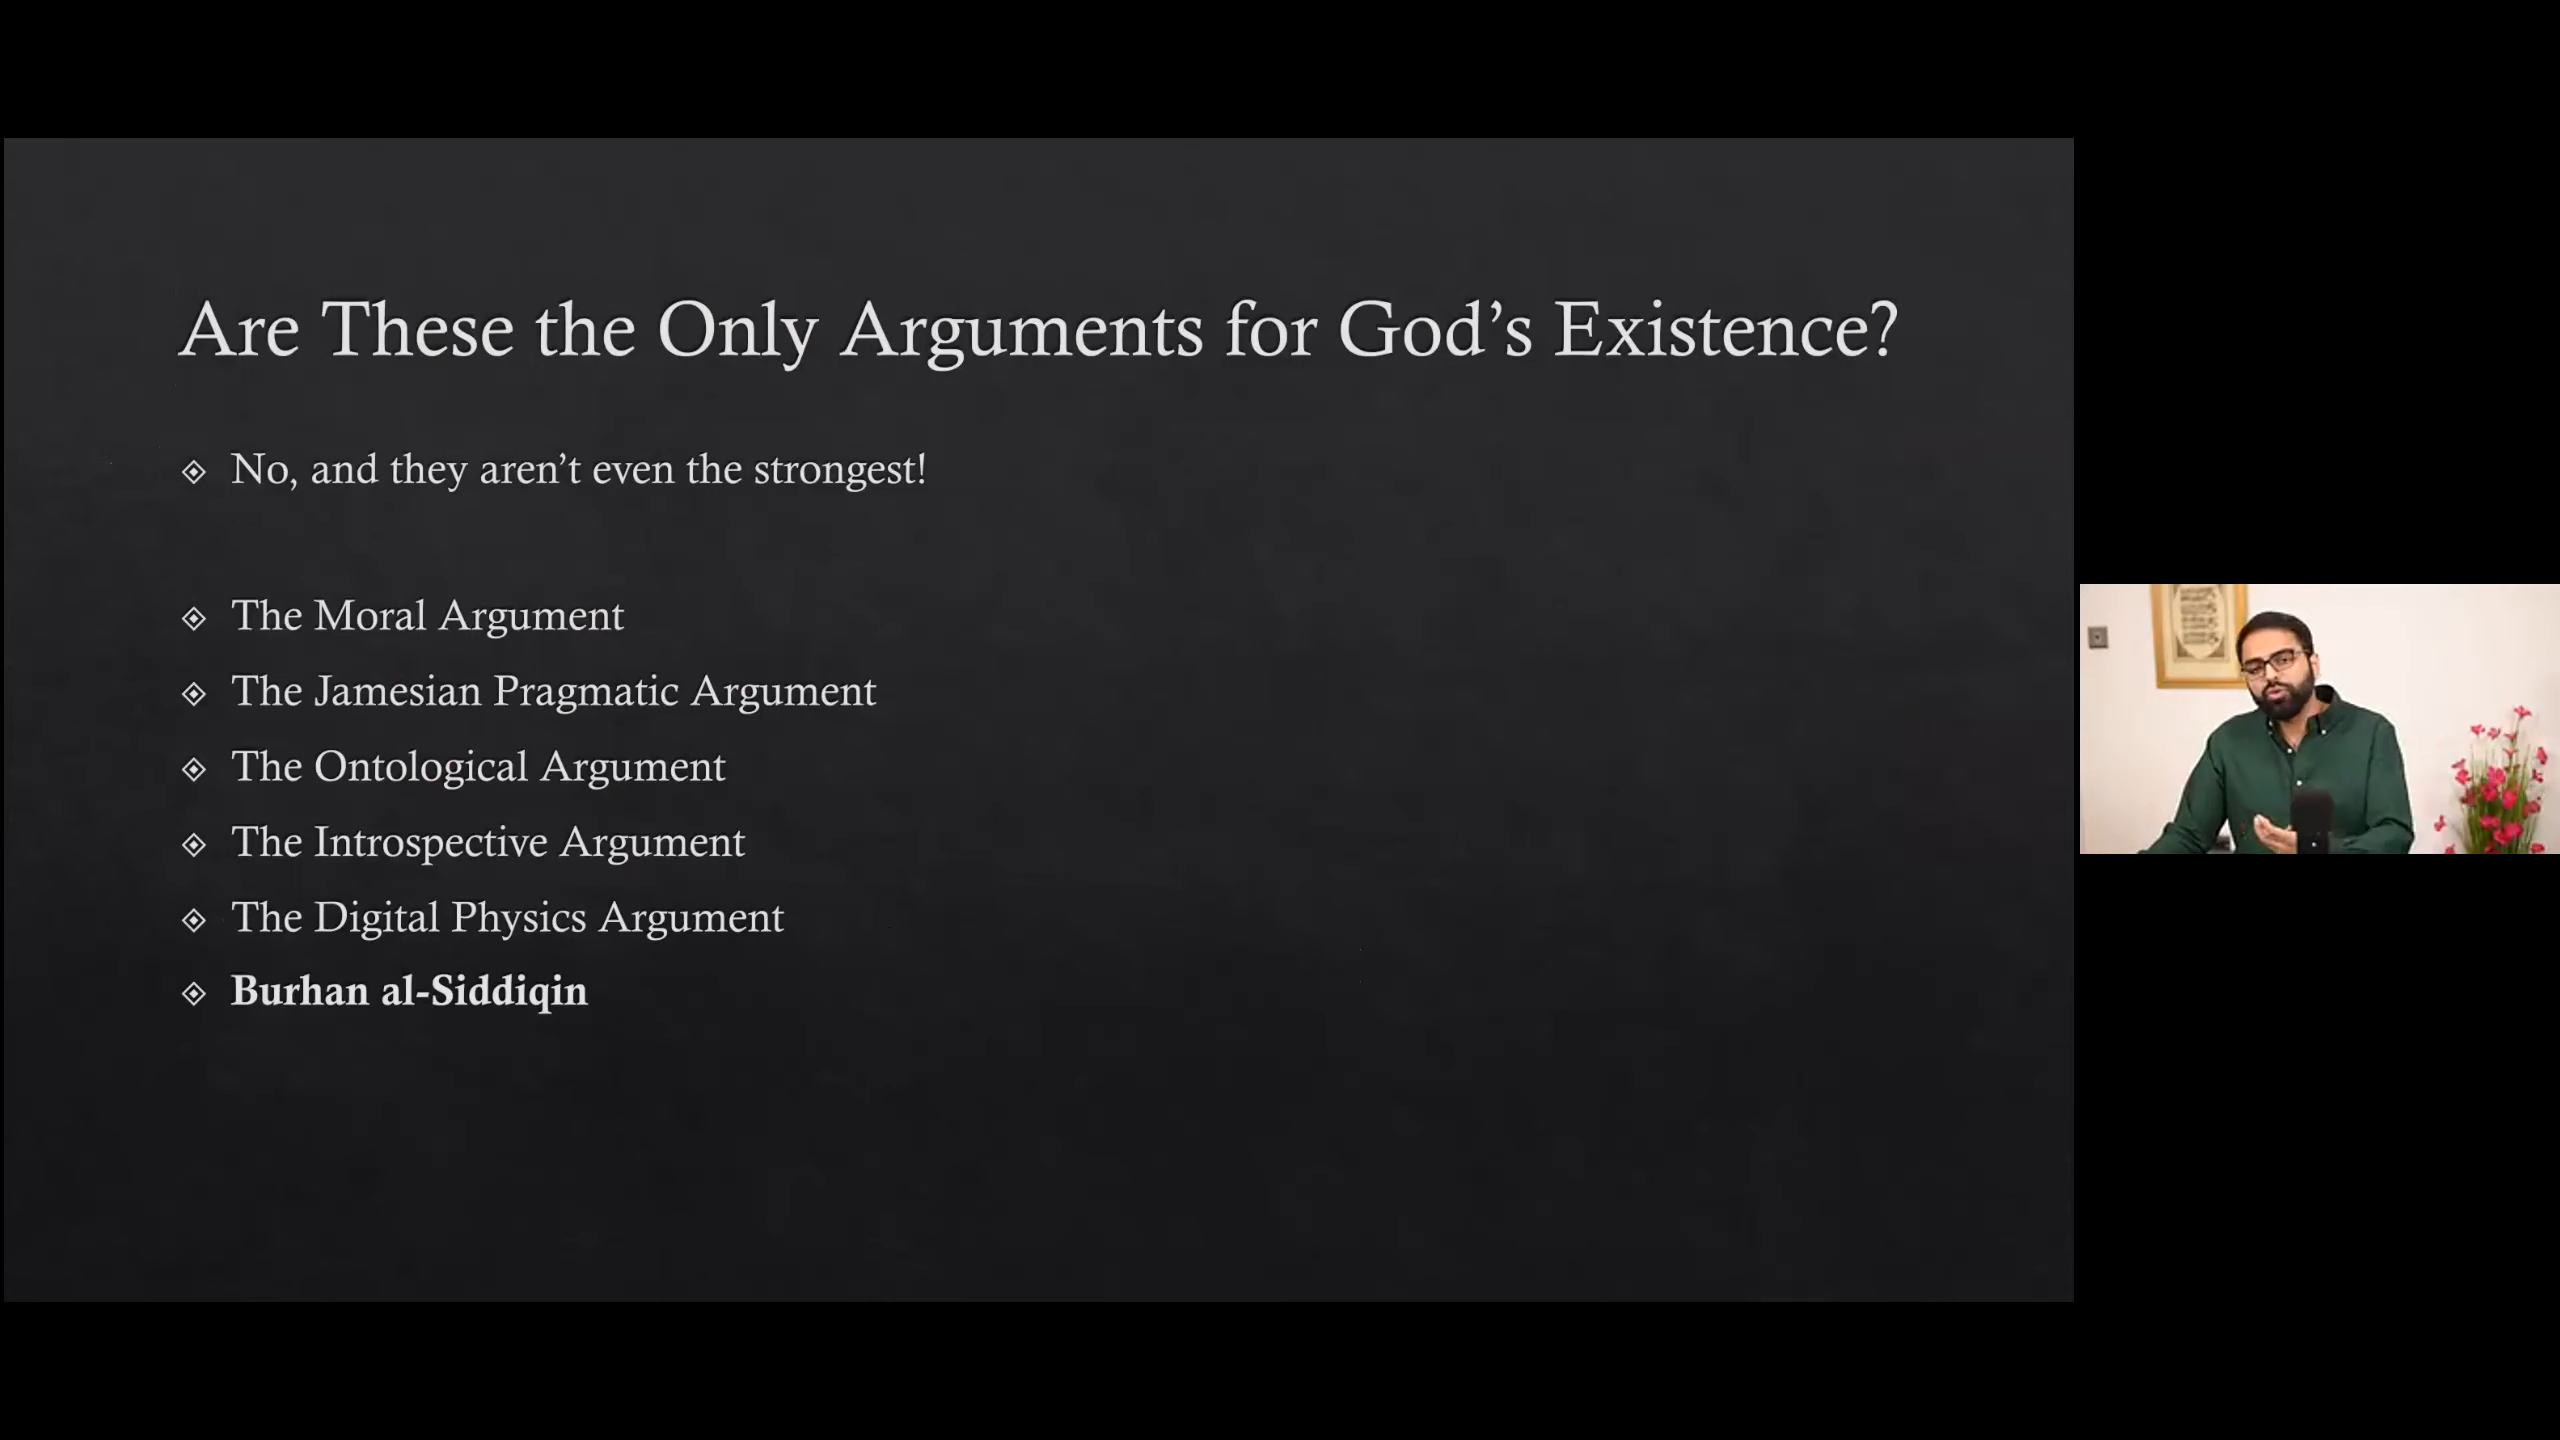 Are These the Only Arguments for God’s Existence?
No, and they aren’t even the strongest!
The Moral Argument
The Jamesian Pragmatic Argument
The Ontological Argument
The Introspective Argument
The Digital Physics Argument
Burhan al-Siddiqin